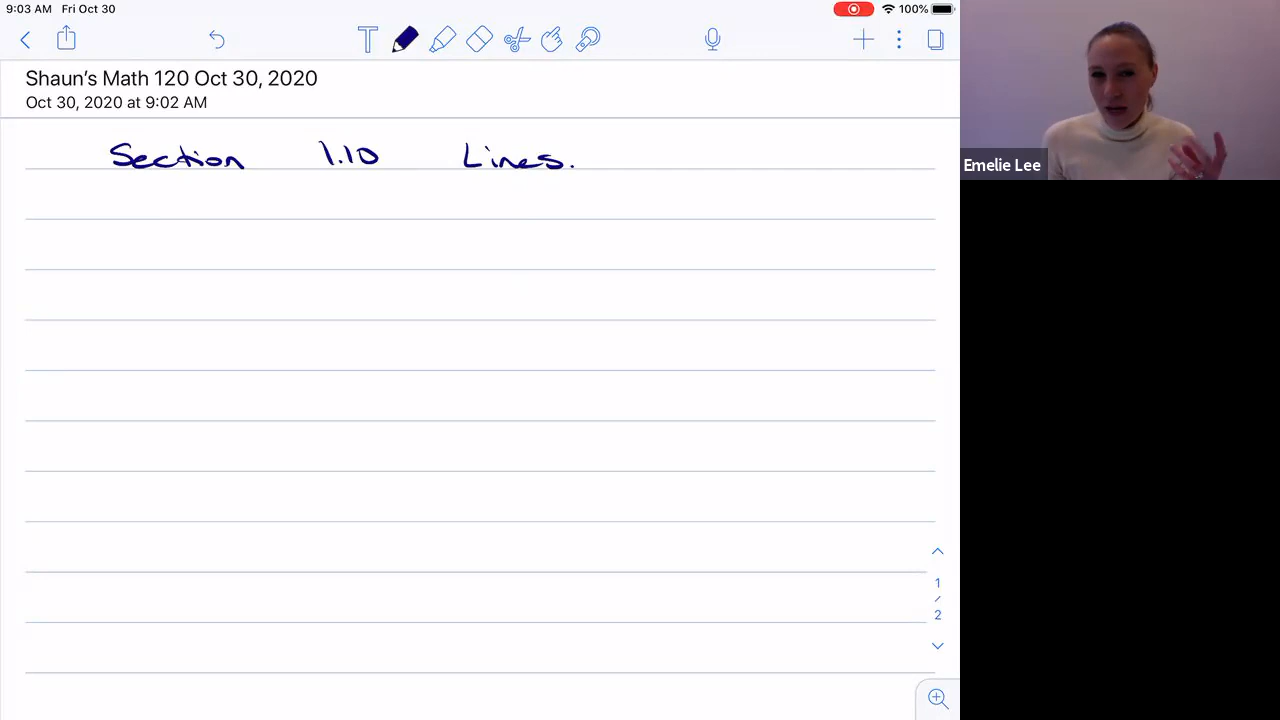 9:03 AM Fri Oct 30
100%
T
Shaun's Math 120 Oct 30, 2020
Oct 30, 2020 at 9:02 AM
Section 1.10 Lines.
Emelie Lee
1
/
2